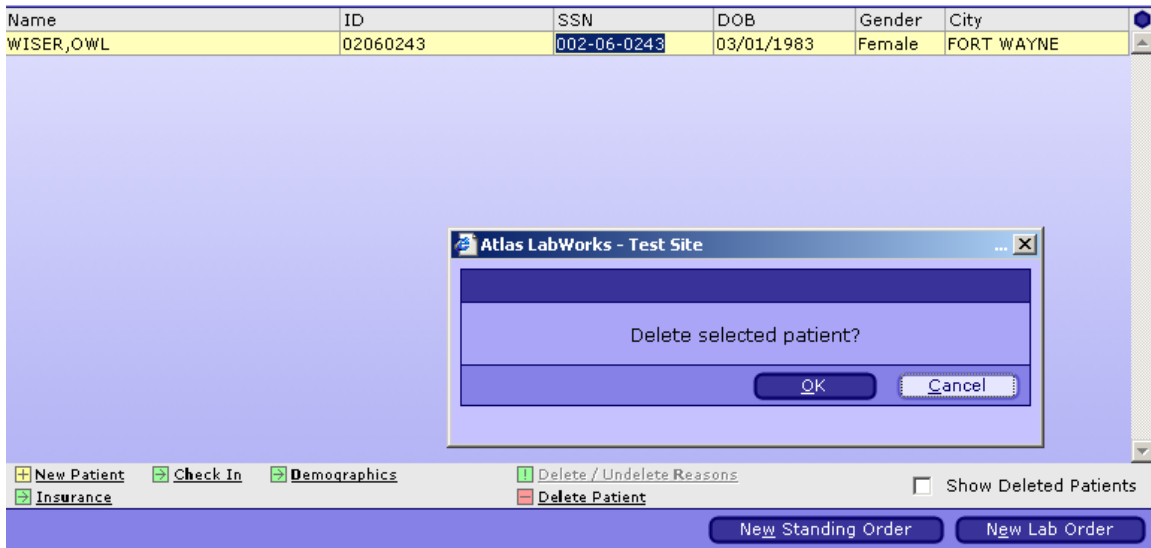 Name ID SSN DOB Gender City
WISER,OWL 02060243 002-06-0243 03/01/1983 Female FORT WAYNE
Atlas LabWorks - Test Site ...
Delete selected patient?
OK Cancel
New Patient Check In Demographics Delete / Undelete Reasons
Insurance Delete Patient Show Deleted Patients
New Standing Order New Lab Order